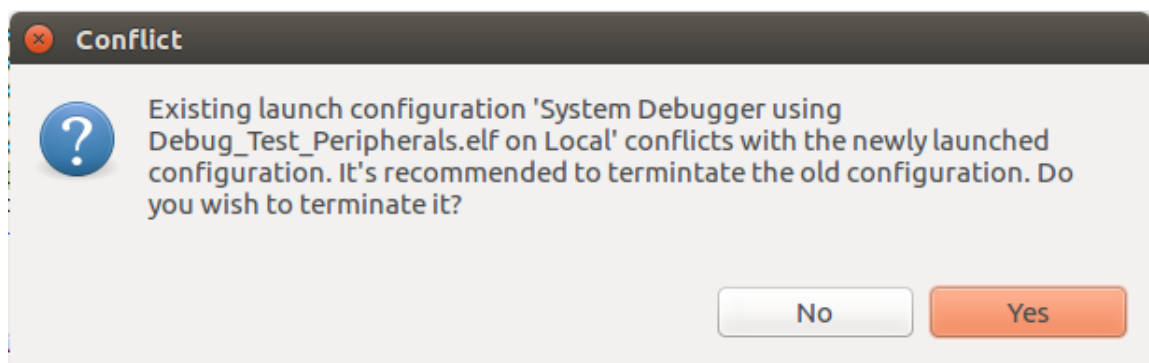 Conflict
Existing launch configuration 'System Debugger using
Debug_Test_Peripherals.elf on Local' conflicts with the newly launched
configuration. It's recommended to termintate the old configuration. Do
you wish to terminate it?
No
Yes